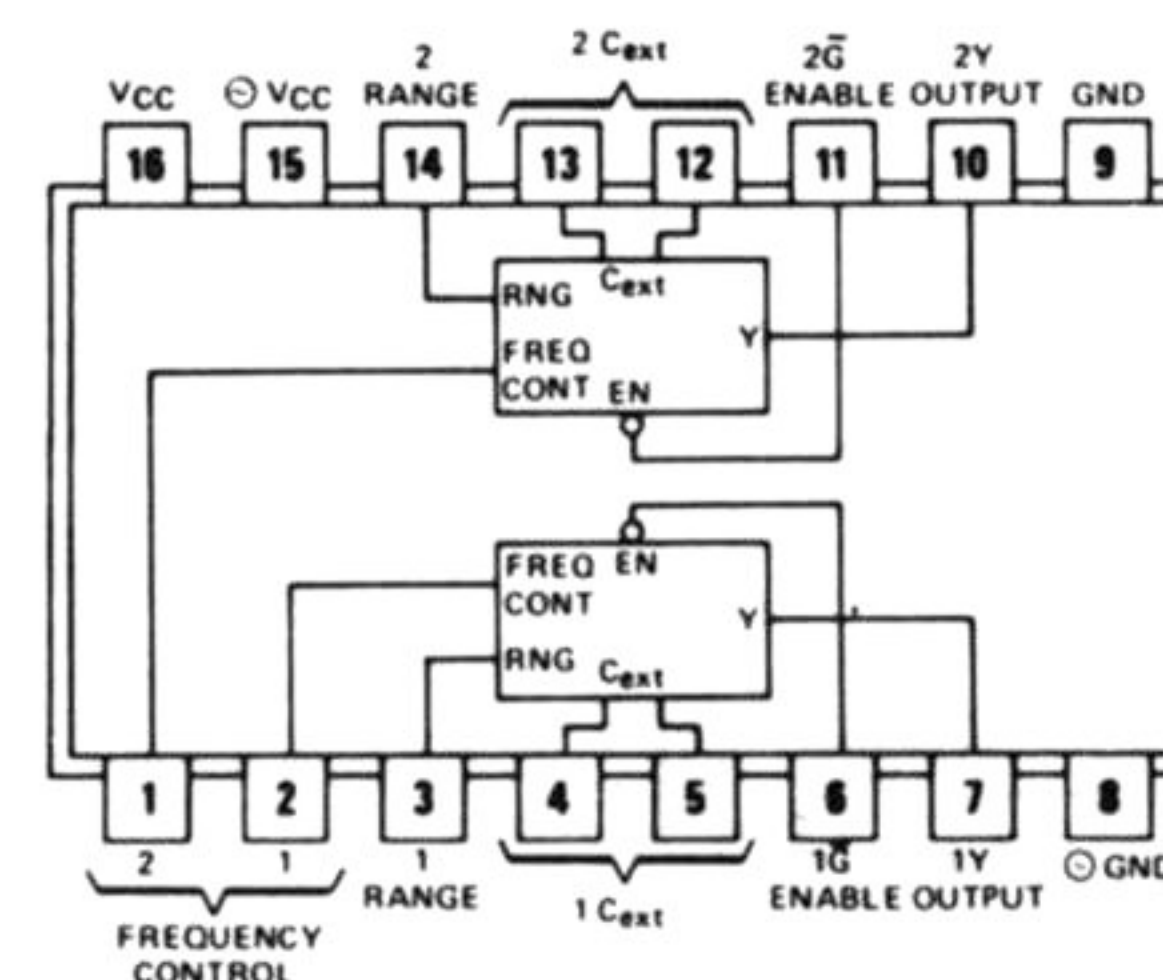 2 2 C̅ext 2G̅ 2Y
VCC ⊝ VCC RANGE ENABLE OUTPUT GND
16 15 14 13 12 11 10 9
Cext
RNG
Y
FREQ
CONT EN
FREQ EN
CONT
Y
RNG
Cext
1 2 3 4 5 6 7 8
2 1 1 1G̅ 1Y ⊝ GND
RANGE 1 Cext ENABLE OUTPUT
FREQUENCY
CONTROL